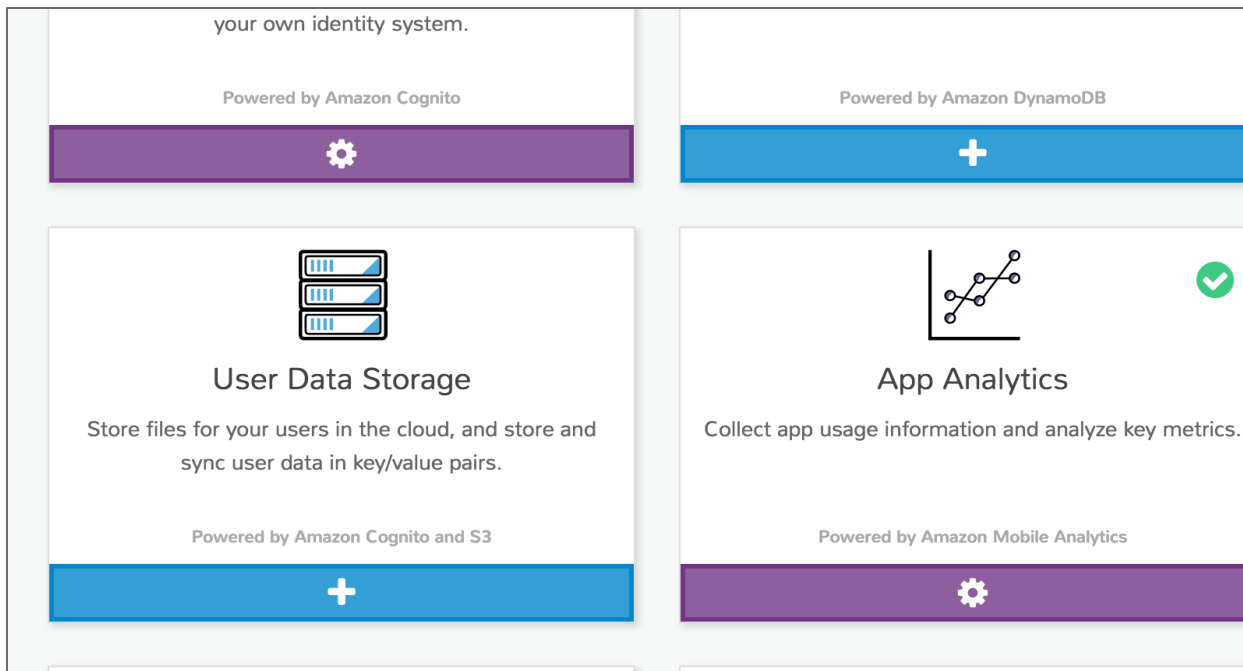 your own identity system.
Powered by Amazon Cognito
Powered by Amazon DynamoDB
User Data Storage
Store files for your users in the cloud, and store and
sync user data in key/value pairs.
Powered by Amazon Cognito and S3
App Analytics
Collect app usage information and analyze key metrics.
Powered by Amazon Mobile Analytics